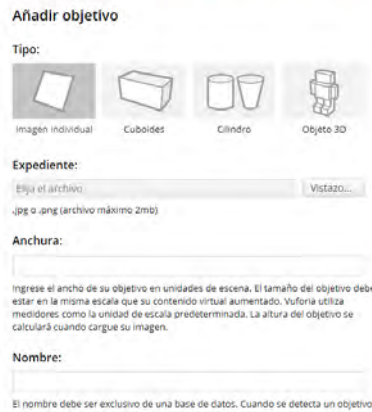 Añadir objetivo
Tipo:
Imagen individual
Cuboides
Cilindro
Objeto 3D
Expediente:
Elija el archivo
Vistazo...
.jpg o .png (archivo máximo 2mb)
Anchura:
Ingrese el ancho de su objetivo en unidades de escena. El tamaño del objetivo debe
estar en la misma escala que su contenido virtual aumentado. Vuforia utiliza
medidores como la unidad de escala predeterminada. La altura del objetivo se
calculará cuando cargue su imagen.
Nombre:
El nombre debe ser exclusivo de una base de datos. Cuando se detecta un objetivo